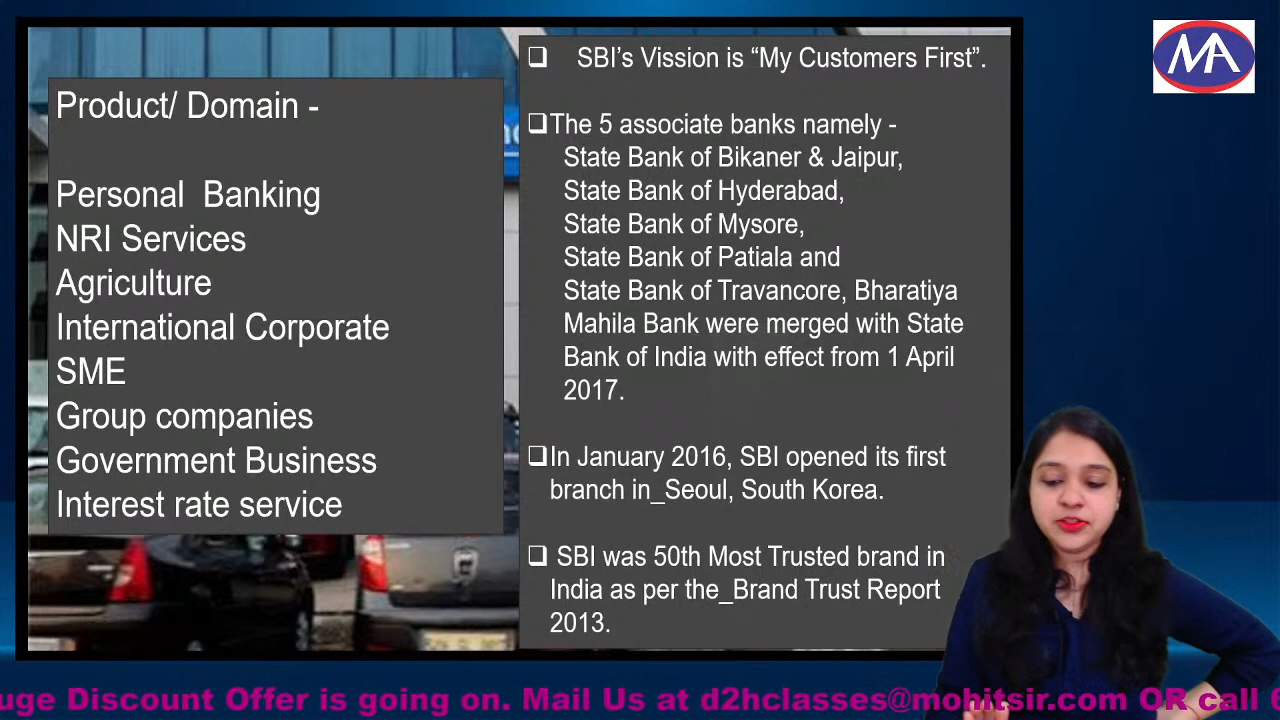 Product/ Domain -
Personal Banking
NRI Services
Agriculture
International Corporate
SME
Group companies
Government Business
Interest rate service
SBI’s Vission is “My Customers First”.
The 5 associate banks namely -
State Bank of Bikaner & Jaipur,
State Bank of Hyderabad,
State Bank of Mysore,
State Bank of Patiala and
State Bank of Travancore, Bharatiya
Mahila Bank were merged with State
Bank of India with effect from 1 April
2017.
In January 2016, SBI opened its first
branch in_Seoul, South Korea.
SBI was 50th Most Trusted brand in
India as per the_Brand Trust Report
2013.
MA
uge Discount Offer is going on. Mail Us at d2hclasses@mohitsir.com OR call 6